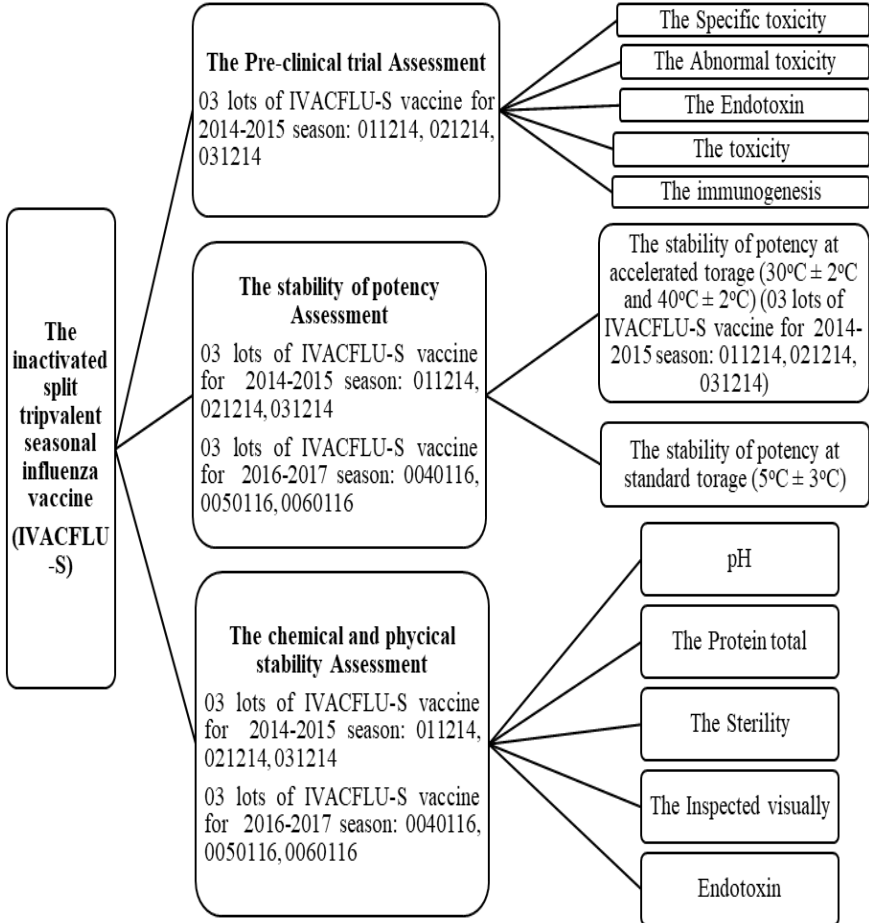 The
inactivated
split
tripvalent
seasonal
influenza
vaccine
(IVACFLU
-S)
The Pre-clinical trial Assessment
03 lots of IVACFLU-S vaccine for
2014-2015 season: 011214, 021214,
031214
The Specific toxicity
The Abnormal toxicity
The Endotoxin
The toxicity
The immunogenesis
The stability of potency
Assessment
03 lots of IVACFLU-S vaccine
for 2014-2015 season: 011214,
021214, 031214
03 lots of IVACFLU-S vaccine
for 2016-2017 season: 0040116,
0050116, 0060116
The stability of potency at
accelerated torage (30ºC ± 2ºC
and 40ºC ± 2ºC) (03 lots of
IVACFLU-S vaccine for 2014-
2015 season: 011214, 021214,
031214)
The stability of potency at
standard torage (5ºC ± 3ºC)
The chemical and phycical
stability Assessment
03 lots of IVACFLU-S vaccine
for 2014-2015 season: 011214,
021214, 031214
03 lots of IVACFLU-S vaccine
for 2016-2017 season: 0040116,
0050116, 0060116
pH
The Protein total
The Sterility
The Inspected visually
Endotoxin